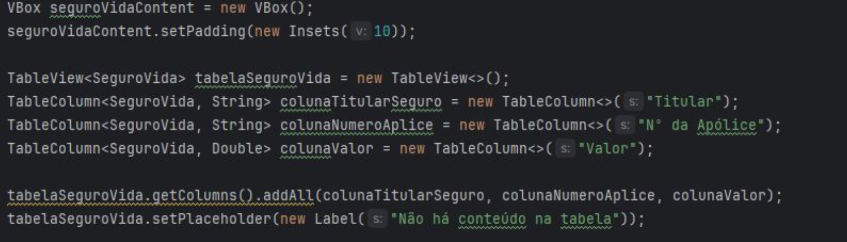 VBox seguroVidaContent = new VBox();
seguroVidaContent.setPadding(new Insets( v: 10));
TableView<SeguroVida> tabelaSeguroVida = new TableView<>();
TableColumn<SeguroVida, String> colunaTitularSeguro = new TableColumn<>( s: "Titular");
TableColumn<SeguroVida, String> colunaNumeroAplice = new TableColumn<>( s: "N° da Apólice");
TableColumn<SeguroVida, Double> colunaValor = new TableColumn<>( s: "Valor");
tabelaSeguroVida.getColumns().addAll(colunaTitularSeguro, colunaNumeroAplice, colunaValor);
tabelaSeguroVida.setPlaceholder(new Label( s: "Não há conteúdo na tabela"));